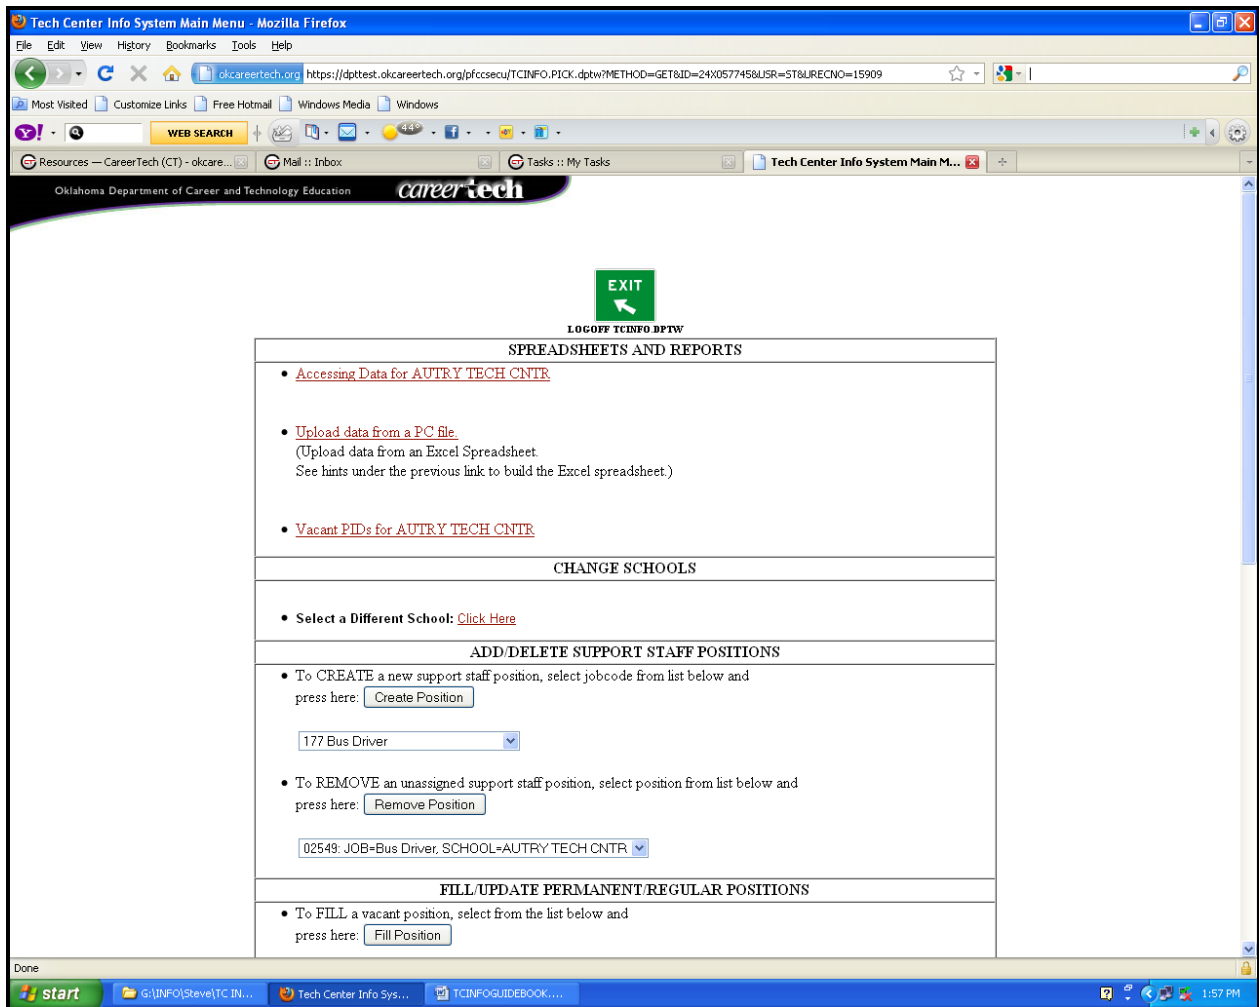 Tech Center Info System Main Menu - Mozilla Firefox
File Edit View History Bookmarks Tools Help
okcareertech.org https://dpttest.okcareertech.org/pfccsecu/TCINFO.PICK.dptw?METHOD=GET&ID=24X057745&USR=ST&URECNO=15909
Most Visited Customize Links Free Hotmail Windows Media Windows
Y! WEB SEARCH 44°
Resources — CareerTech (CT) - okcare... Mail :: Inbox Tasks :: My Tasks Tech Center Info System Main M...
Oklahoma Department of Career and Technology Education careertech
EXIT
LOGOFF TCINFO.DPTW
SPREADSHEETS AND REPORTS
• Accessing Data for AUTRY TECH CNTR
• Upload data from a PC file.
(Upload data from an Excel Spreadsheet.
See hints under the previous link to build the Excel spreadsheet.)
• Vacant PIDs for AUTRY TECH CNTR
CHANGE SCHOOLS
• Select a Different School: Click Here
ADD/DELETE SUPPORT STAFF POSITIONS
• To CREATE a new support staff position, select jobcode from list below and
press here: Create Position
177 Bus Driver
• To REMOVE an unassigned support staff position, select position from list below and
press here: Remove Position
02549: JOB=Bus Driver, SCHOOL=AUTRY TECH CNTR
FILL/UPDATE PERMANENT/REGULAR POSITIONS
• To FILL a vacant position, select from the list below and
press here: Fill Position
Done
start G:\INFO\Steve\TC IN... Tech Center Info Sys... TCINFOGUIDEBOOK.... 1:57 PM